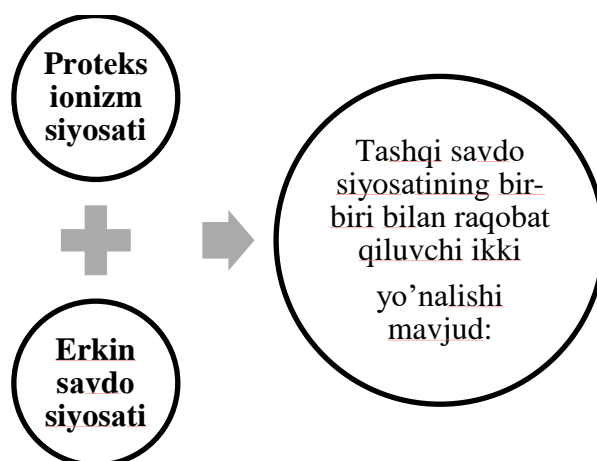 Proteks
ionizm
siyosati
Erkin
savdo
siyosati
Tashqi savdo
siyosatining bir-
biri bilan raqobat
qiluvchi ikki
yo’nalishi
mavjud: